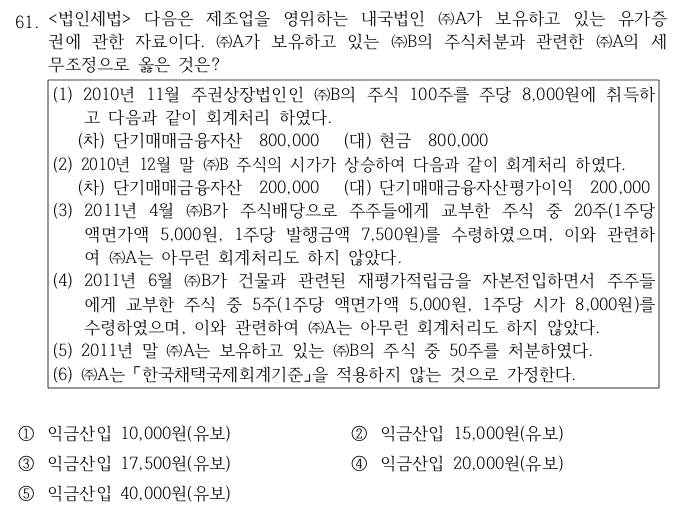 61. <법인세법> 다음은 제조업을 영위하는 내국법인 ㈜A가 보유하고 있는 유가증
권에 관한 자료이다. ㈜A가 보유하고 있는 ㈜B의 주식처분과 관련한 ㈜A의 세
무조정으로 옳은 것은?
(1) 2010년 11월 주권상장법인인 ㈜B의 주식 100주를 주당 8,000원에 취득하
고 다음과 같이 회계처리 하였다.
(차) 단기매매금융자산 800,000 (대) 현금 800,000
(2) 2010년 12월 말 ㈜B 주식의 시가가 상승하여 다음과 같이 회계처리 하였다.
(차) 단기매매금융자산 200,000 (대) 단기매매금융자산평가이익 200,000
(3) 2011년 4월 ㈜B가 주식배당으로 주주들에게 교부한 주식 중 20주(1주당
액면가액 5,000원, 1주당 발행금액 7,500원)를 수령하였으며, 이와 관련하
여 ㈜A는 아무런 회계처리도 하지 않았다.
(4) 2011년 6월 ㈜B가 건물과 관련된 재평가적립금을 자본전입하면서 주주들
에게 교부한 주식 중 5주(1주당 액면가액 5,000원, 1주당 시가 8,000원)를
수령하였으며, 이와 관련하여 ㈜A는 아무런 회계처리도 하지 않았다.
(5) 2011년 말 ㈜A는 보유하고 있는 ㈜B의 주식 중 50주를 처분하였다.
(6) ㈜A는 「한국채택국제회계기준」을 적용하지 않는 것으로 가정한다.
① 익금산입 10,000원(유보) ② 익금산입 15,000원(유보)
③ 익금산입 17,500원(유보) ④ 익금산입 20,000원(유보)
⑤ 익금산입 40,000원(유보)